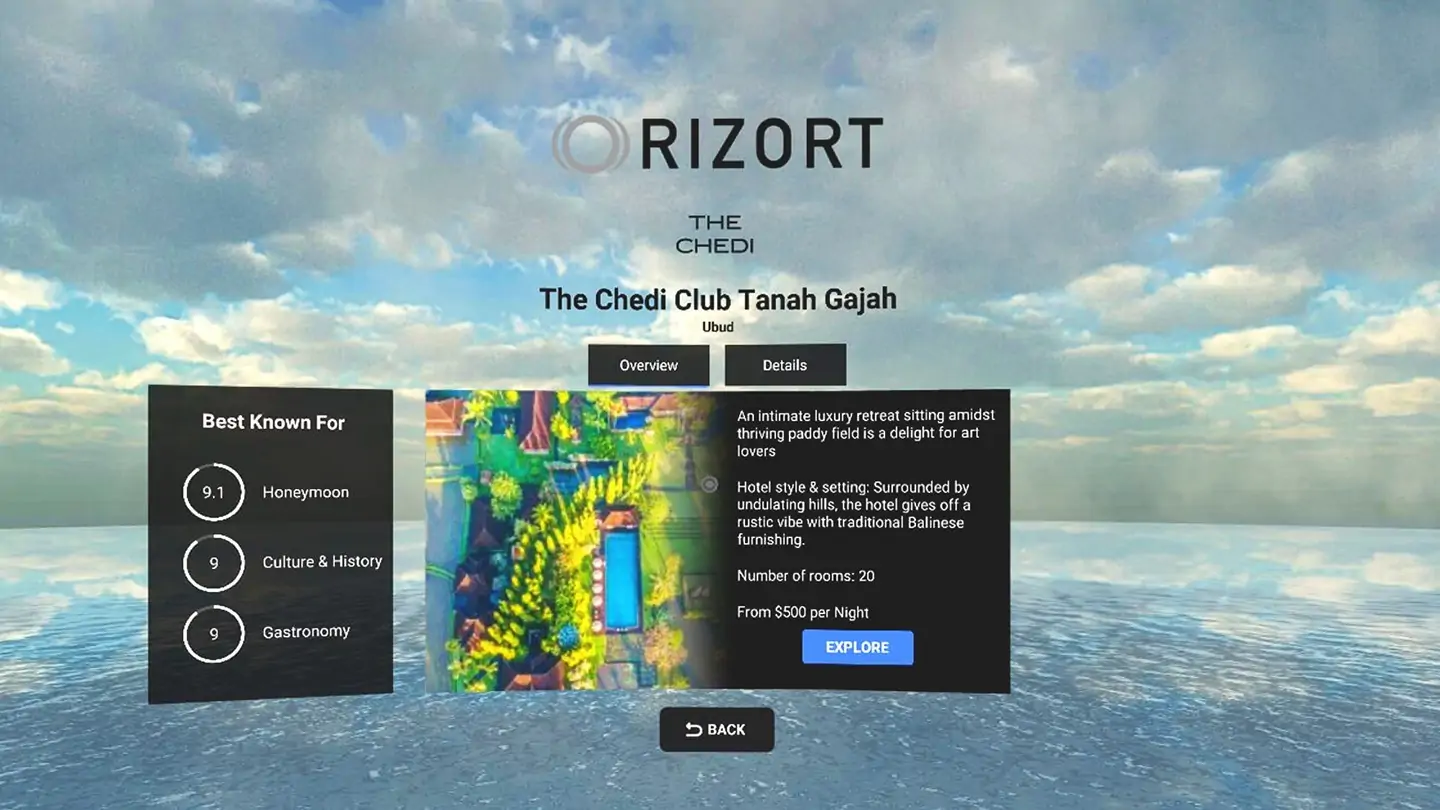 RIZORT
THE
CHEDI
The Chedi Club Tanah Gajah
Ubud
Overview
Details
Best Known For
9.1
Honeymoon
9
Culture & History
9
Gastronomy
An intimate luxury retreat sitting amidst
thriving paddy field is a delight for art
lovers
Hotel style & setting: Surrounded by
undulating hills, the hotel gives off a
rustic vibe with traditional Balinese
furnishing.
Number of rooms: 20
From $500 per Night
EXPLORE
BACK